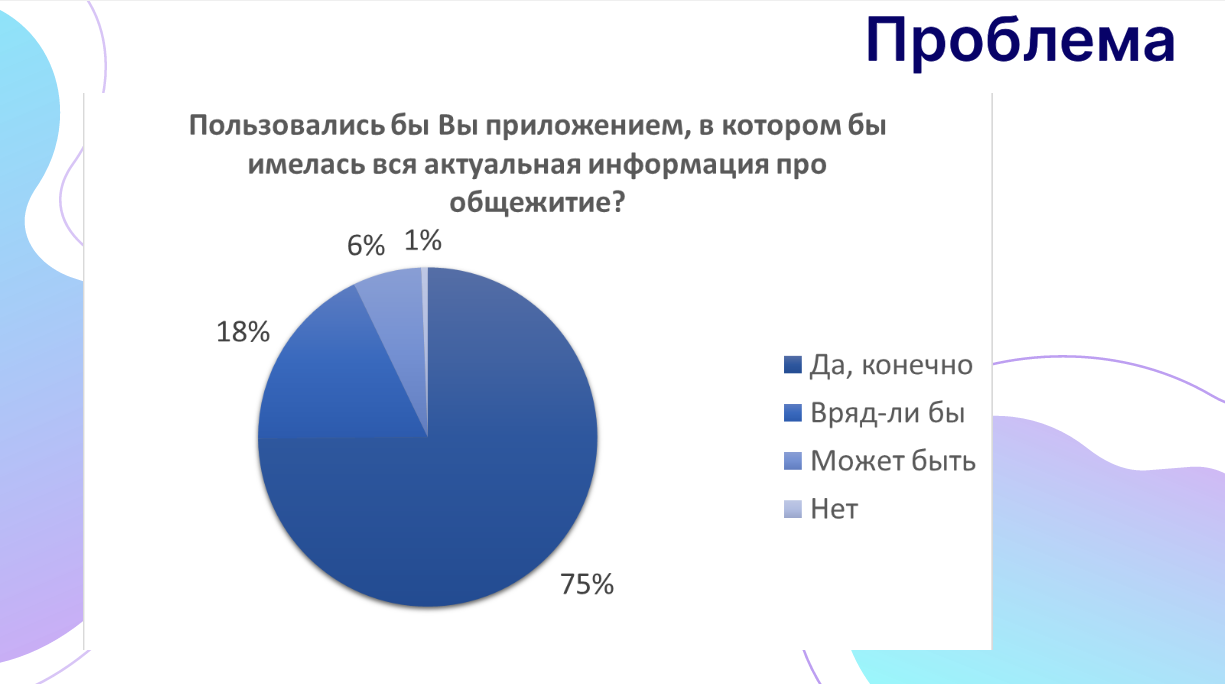 Проблема
Пользовались бы Вы приложением, в котором бы
имелась вся актуальная информация про
общежитие?
6%
1%
18%
75%
Да, конечно
Вряд-ли бы
Может быть
Нет